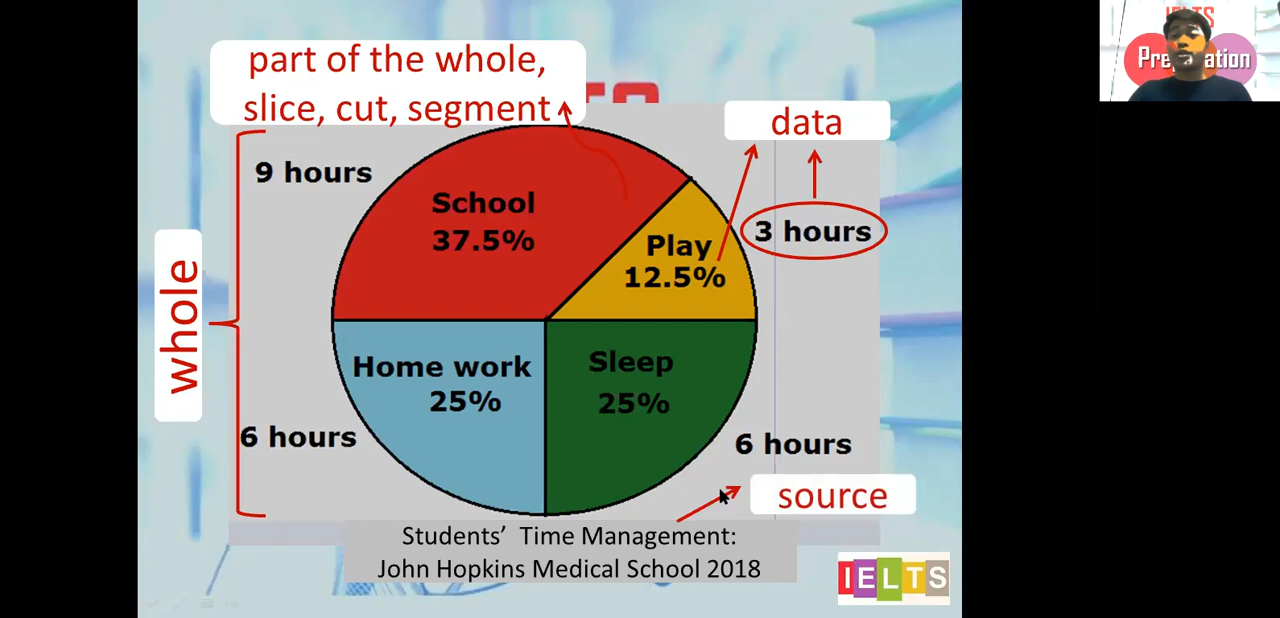 part of the whole,
slice, cut, segment
data
9 hours
School
37.5%
Play
12.5%
3 hours
whole
Home work
25%
Sleep
25%
6 hours
6 hours
source
Students’ Time Management:
John Hopkins Medical School 2018
IELTS
IELTS